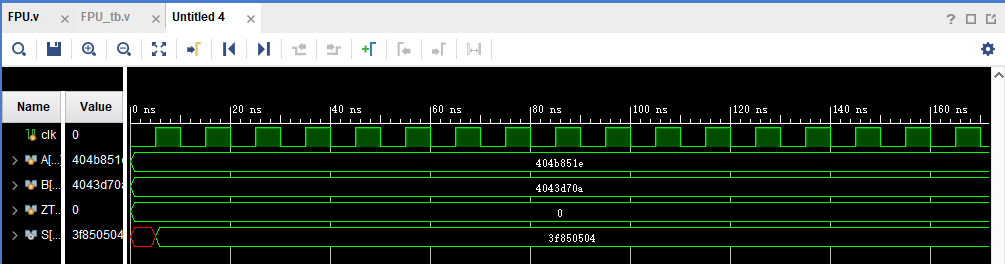 FPU.v FPU_tb.v Untitled 4
Name Value
0 ns 20 ns 40 ns 60 ns 80 ns 100 ns 120 ns 140 ns 160 ns
clk 0
A[...] 404b851e 404b851e
B[... 4043d70a 4043d70a
ZT... 0 0
S[... 3f850504 3f850504